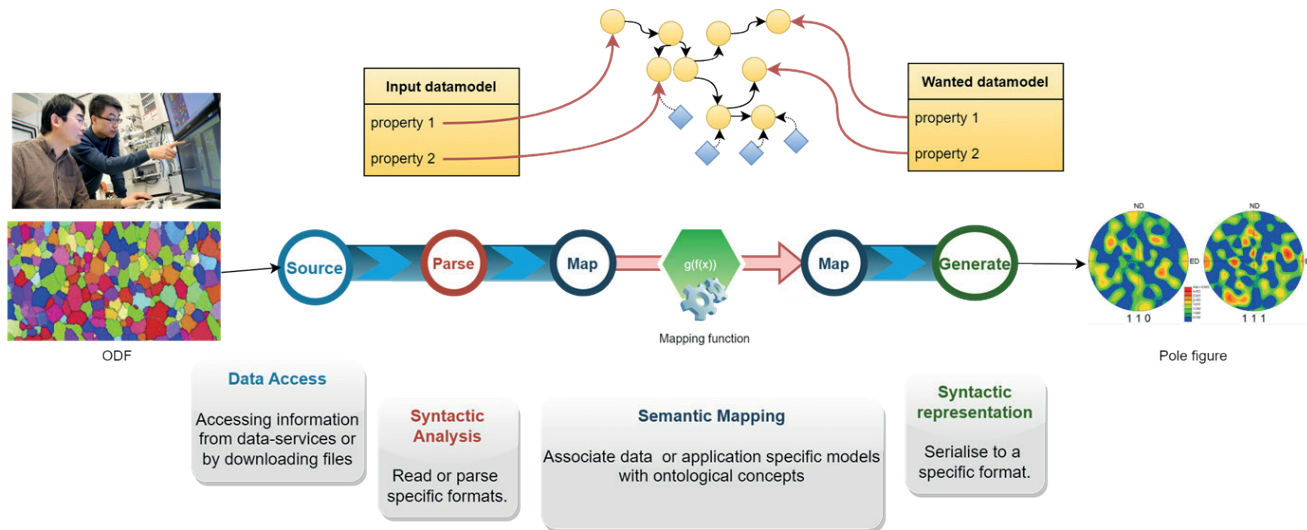 Input datamodel
property 1
property 2
Wanted datamodel
property 1
property 2
ODF
Source
Parse
Map
g(f(x))
Mapping function
Map
Generate
ND
ED
1 1 0
ND
1 1 1
Pole figure
Data Access
Accessing information
from data-services or
by downloading files
Syntactic
Analysis
Read or parse
specific formats.
Semantic Mapping
Associate data or application specific models
with ontological concepts
Syntactic
representation
Serialise to a
specific format.